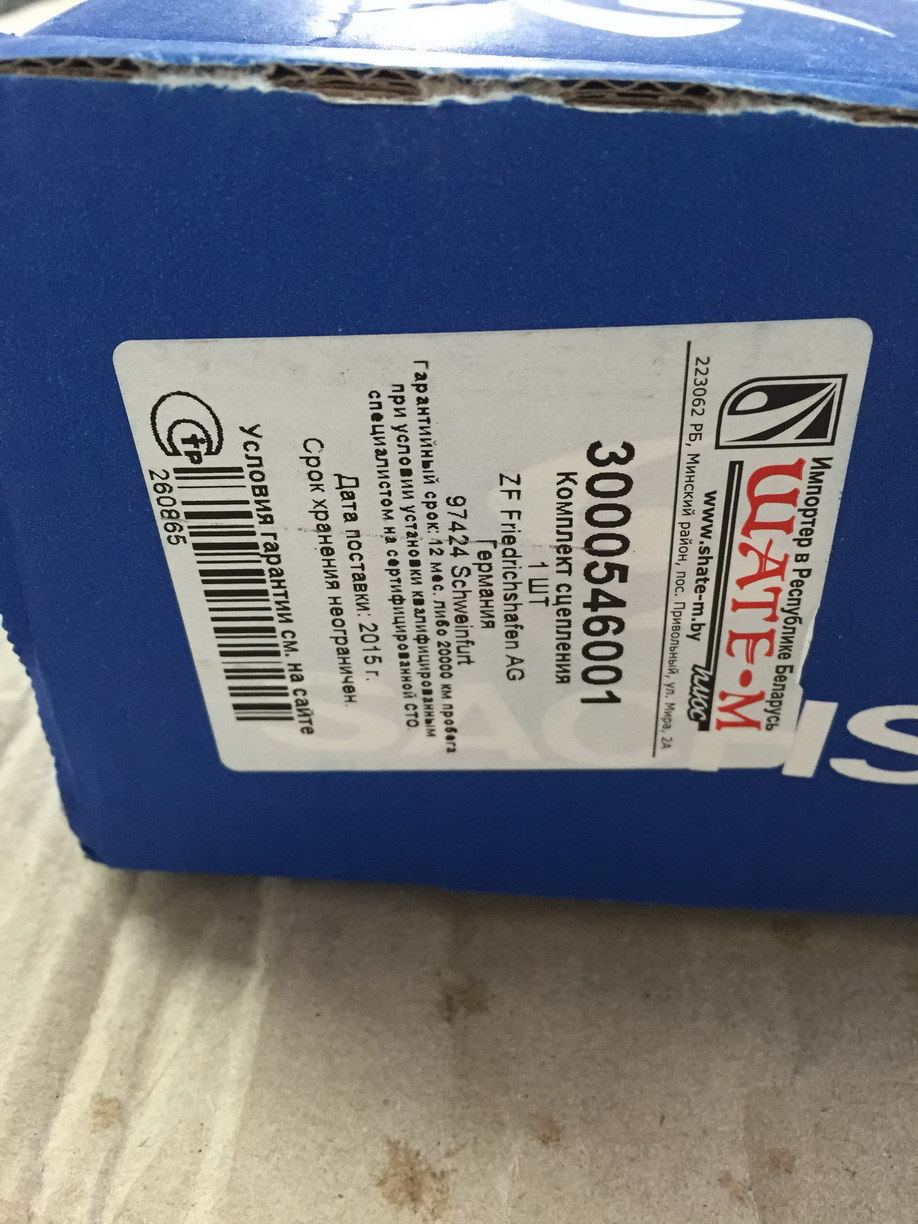 Импортер в Республике Беларусь
ШАТЕ-М
плюс
www.shate-m.by
223062 РБ, Минский район, пос. Привольный, ул. Мира, 2А
3000546001
Комплект сцепления
1 шт
ZF Friedrichshafen AG
Германия
97424 Schweinfurt
Гарантийный срок: 12 мес. либо 20000 км пробега
при условии установки квалифицированным
специалистом на сертифицированной СТО.
Дата поставки: 2015 г.
Срок хранения неограничен.
Условия гарантии см. на сайте
260865
SACHS